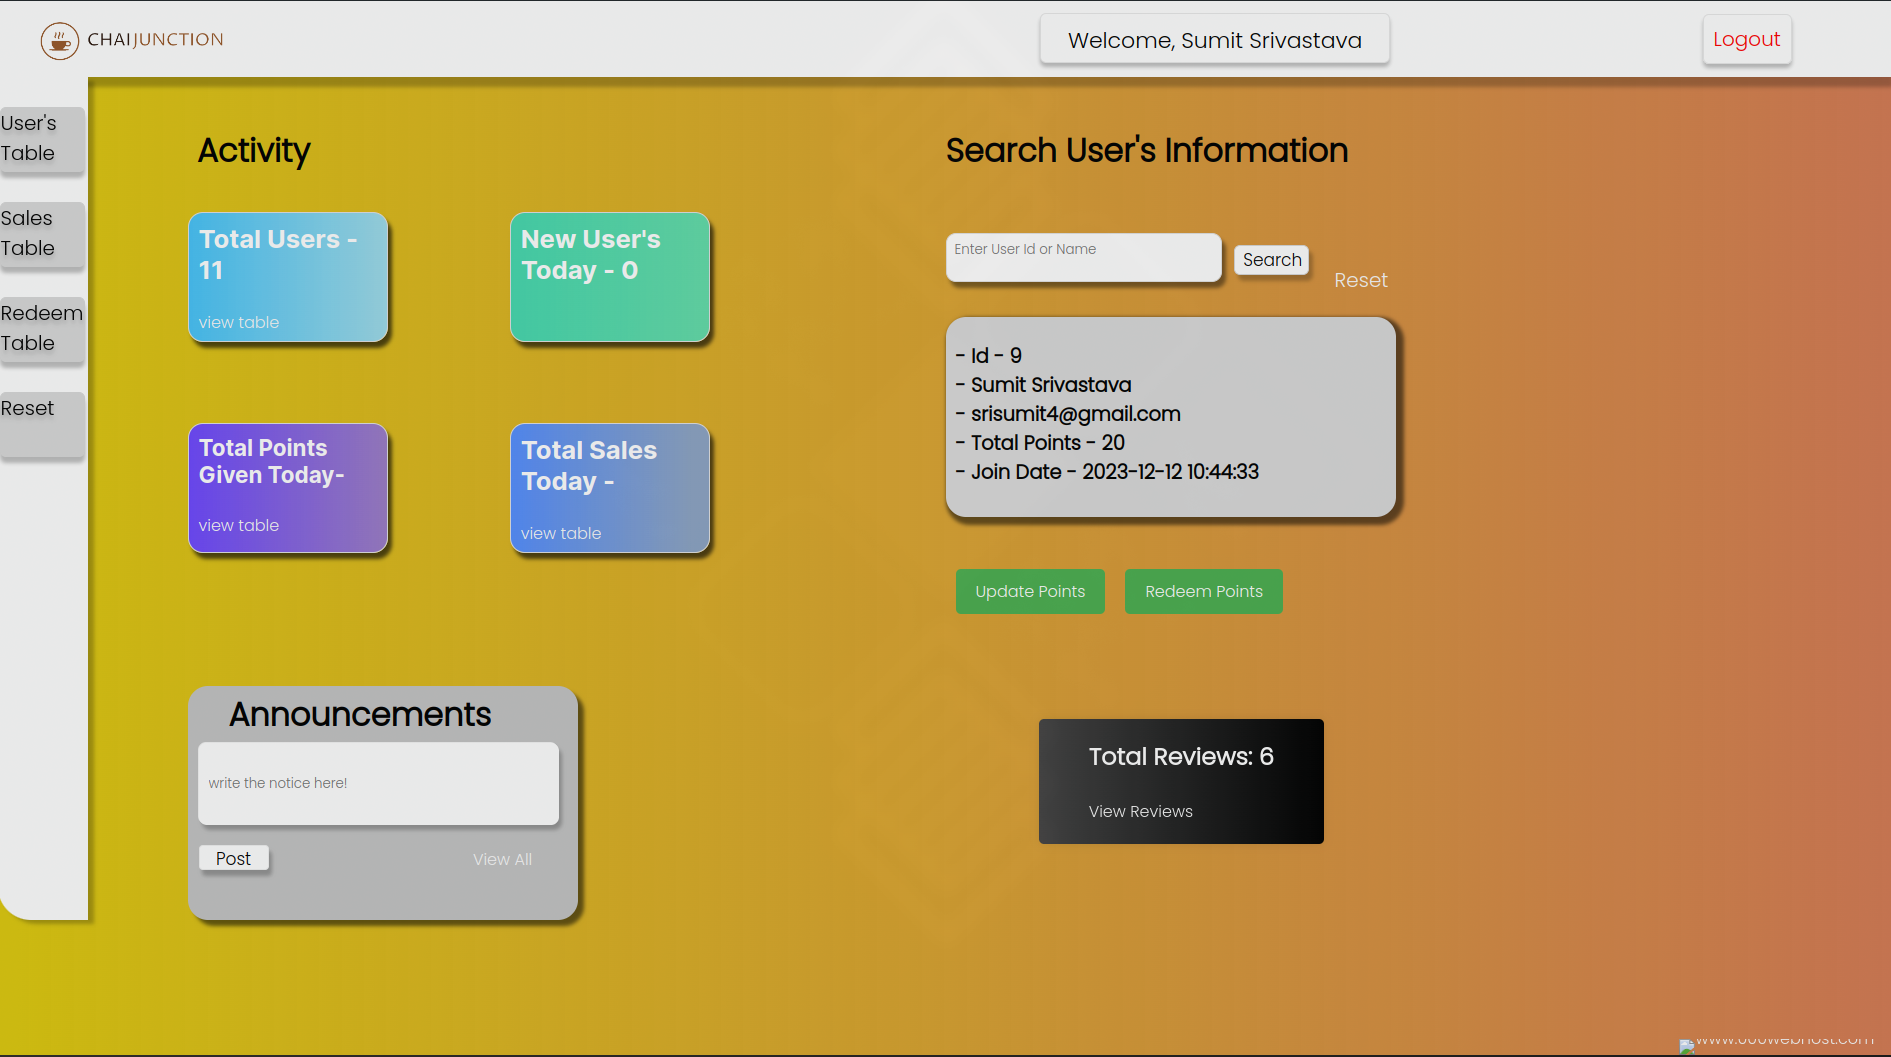 CHAIJUNCTION
Welcome, Sumit Srivastava
Logout
User's
Table
Sales
Table
Redeem
Table
Reset
Activity
Total Users -
11
view table
New User's
Today - 0
Total Points
Given Today-
view table
Total Sales
Today -
view table
Announcements
write the notice here!
Post
View All
Search User's Information
Enter User Id or Name
Search
Reset
- Id - 9
- Sumit Srivastava
- srisumit4@gmail.com
- Total Points - 20
- Join Date - 2023-12-12 10:44:33
Update Points
Redeem Points
Total Reviews: 6
View Reviews
www.000webhost.com